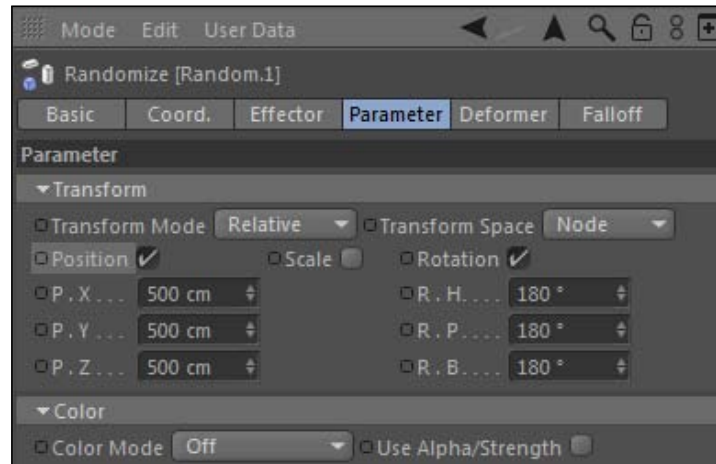 Mode Edit User Data
Randomize [Random.1]
Basic Coord. Effector Parameter Deformer Falloff
Parameter
Transform
Transform Mode Relative Transform Space Node
Position Scale Rotation
P . X . . . 500 cm R . H. . . . 180 °
P . Y . . . 500 cm R . P. . . . 180 °
P . Z . . . 500 cm R . B. . . . 180 °
Color
Color Mode Off Use Alpha/Strength